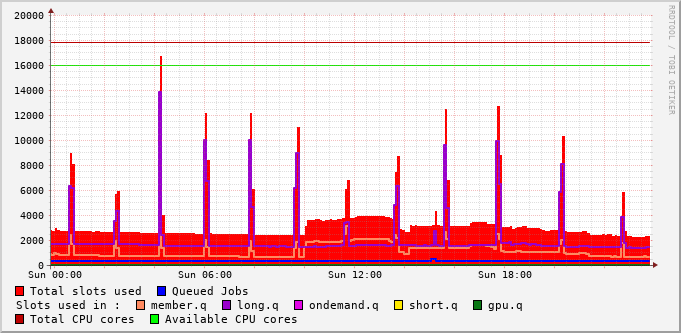 20000
18000
16000
14000
12000
10000
8000
6000
4000
2000
0
Sun 00:00 Sun 06:00 Sun 12:00 Sun 18:00
Total slots used Queued Jobs
Slots used in : member.q long.q ondemand.q short.q gpu.q
Total CPU cores Available CPU cores
RRDTOOL / TOBI OETIKER